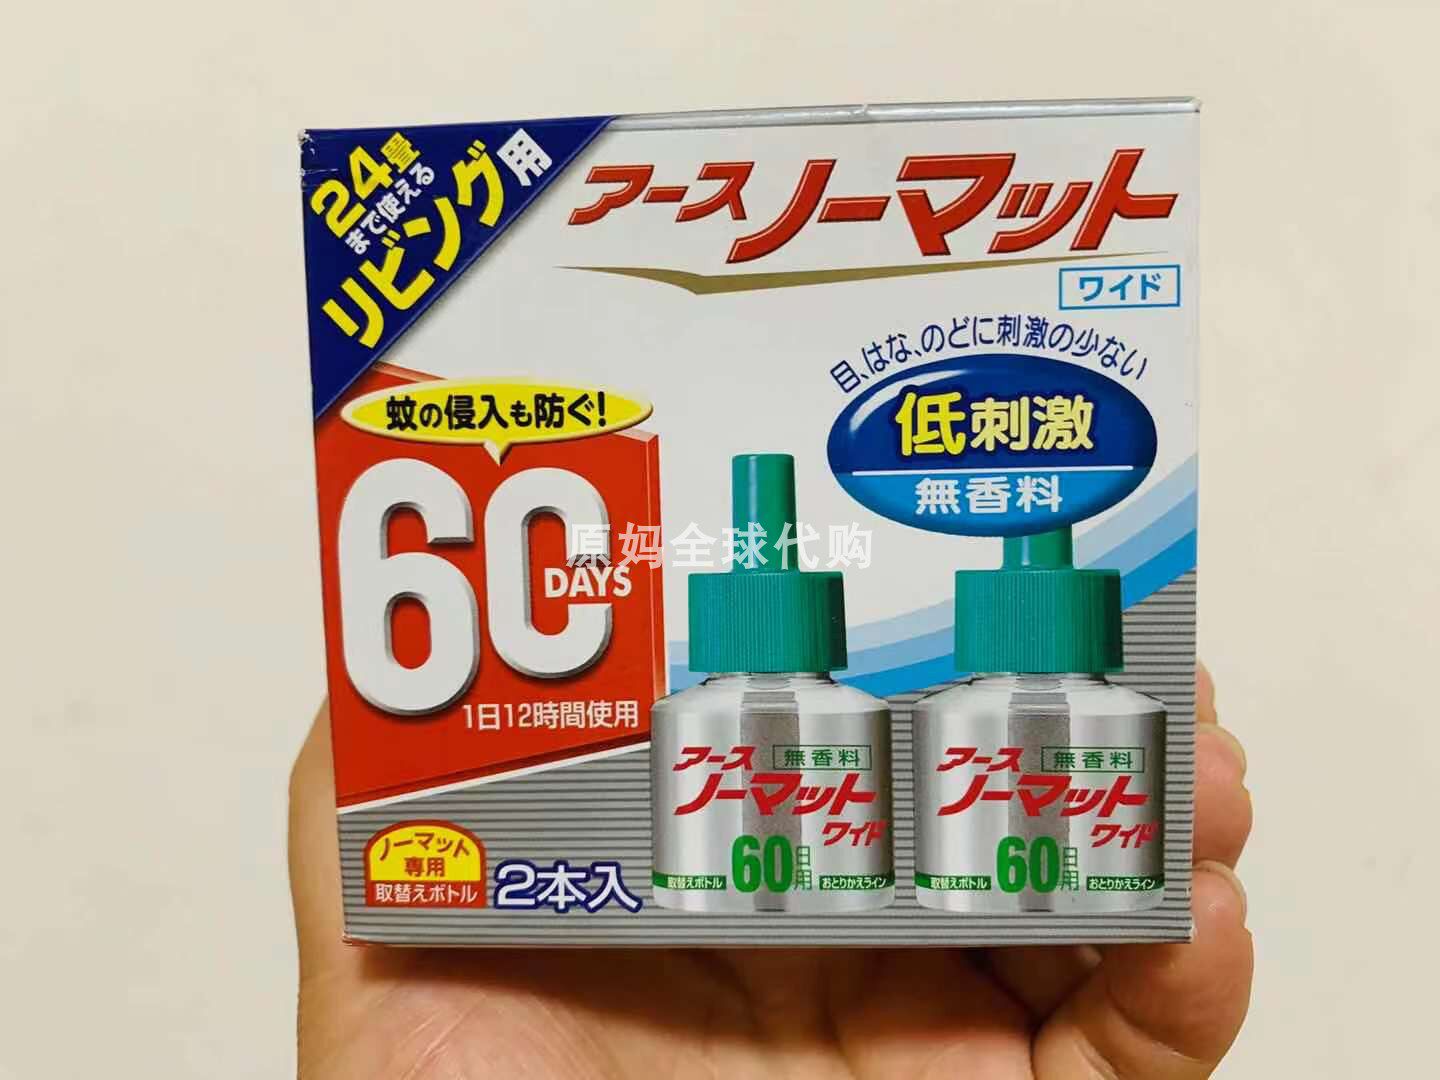 24畳
まで使える
リビング用
アースノーマット
ワイド
目、はな、のどに刺激の少ない
低刺激
無香料
蚊の侵入も防ぐ!
60
DAYS
1日12時間使用
原妈全球代购
アース 無香料
ノーマット
ワイド
60日用
取替えボトル
おとりかえライン
アース 無香料
ノーマット
ワイド
60日用
取替えボトル
おとりかえライン
ノーマット
専用
取替えボトル
2本入